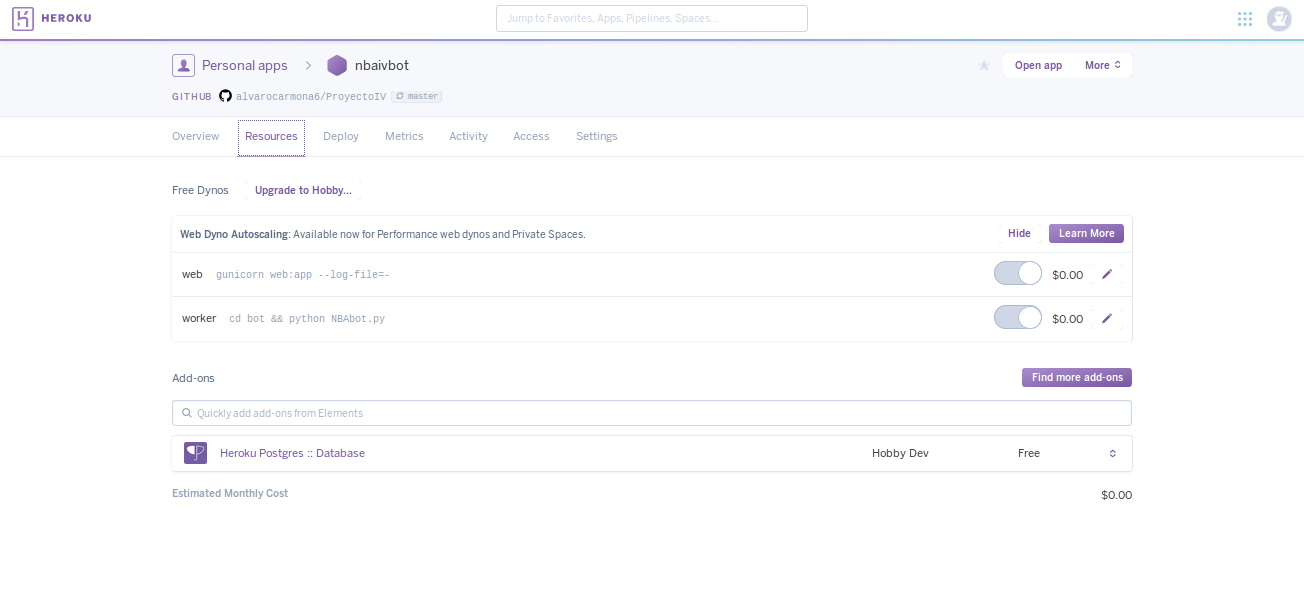 HEROKU
Jump to Favorites, Apps, Pipelines, Spaces...
Personal apps > nbaivbot
Open app More
GITHUB alvarocarmona6/ProyectoIV master
Overview Resources Deploy Metrics Activity Access Settings
Free Dynos Upgrade to Hobby...
Web Dyno Autoscaling: Available now for Performance web dynos and Private Spaces. Hide Learn More
web gunicorn web:app --log-file=- $0.00
worker cd bot && python NBAbot.py $0.00
Add-ons Find more add-ons
Quickly add add-ons from Elements
Heroku Postgres :: Database Hobby Dev Free
Estimated Monthly Cost $0.00